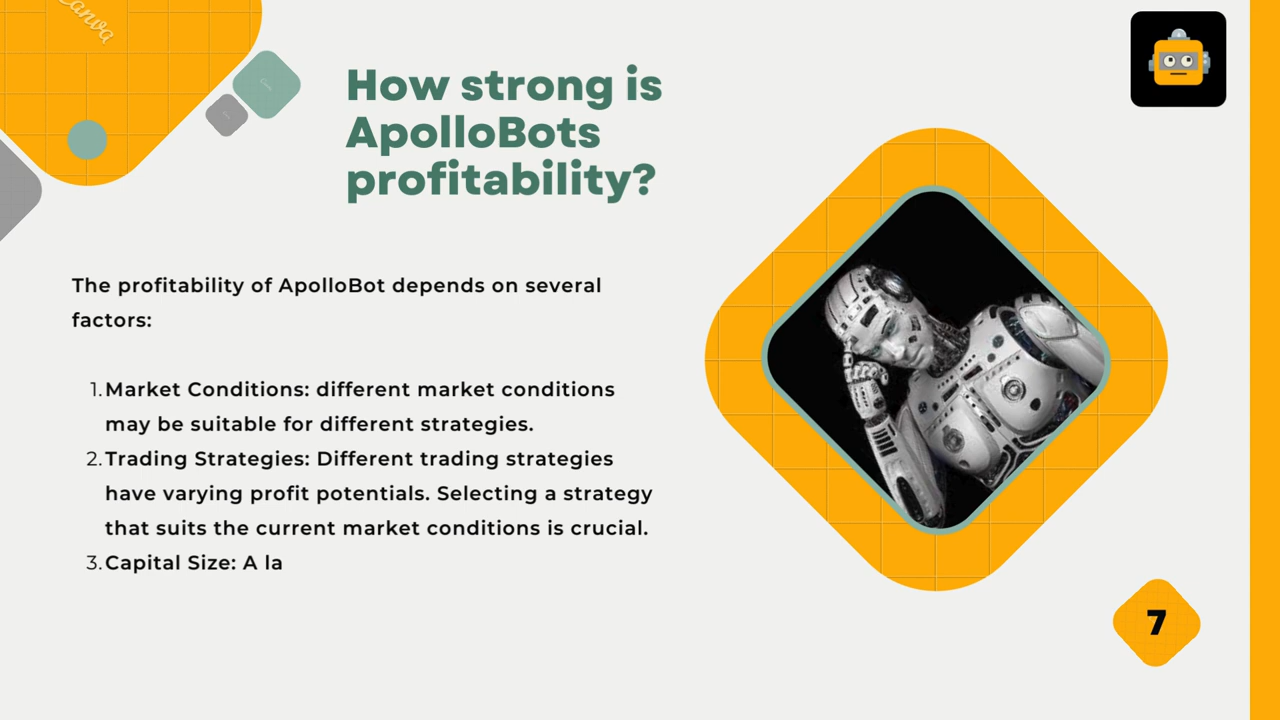 Canva
How strong is
ApolloBots
profitability?
The profitability of ApolloBot depends on several
factors:
1. Market Conditions: different market conditions
may be suitable for different strategies.
2. Trading Strategies: Different trading strategies
have varying profit potentials. Selecting a strategy
that suits the current market conditions is crucial.
3. Capital Size: A la
7